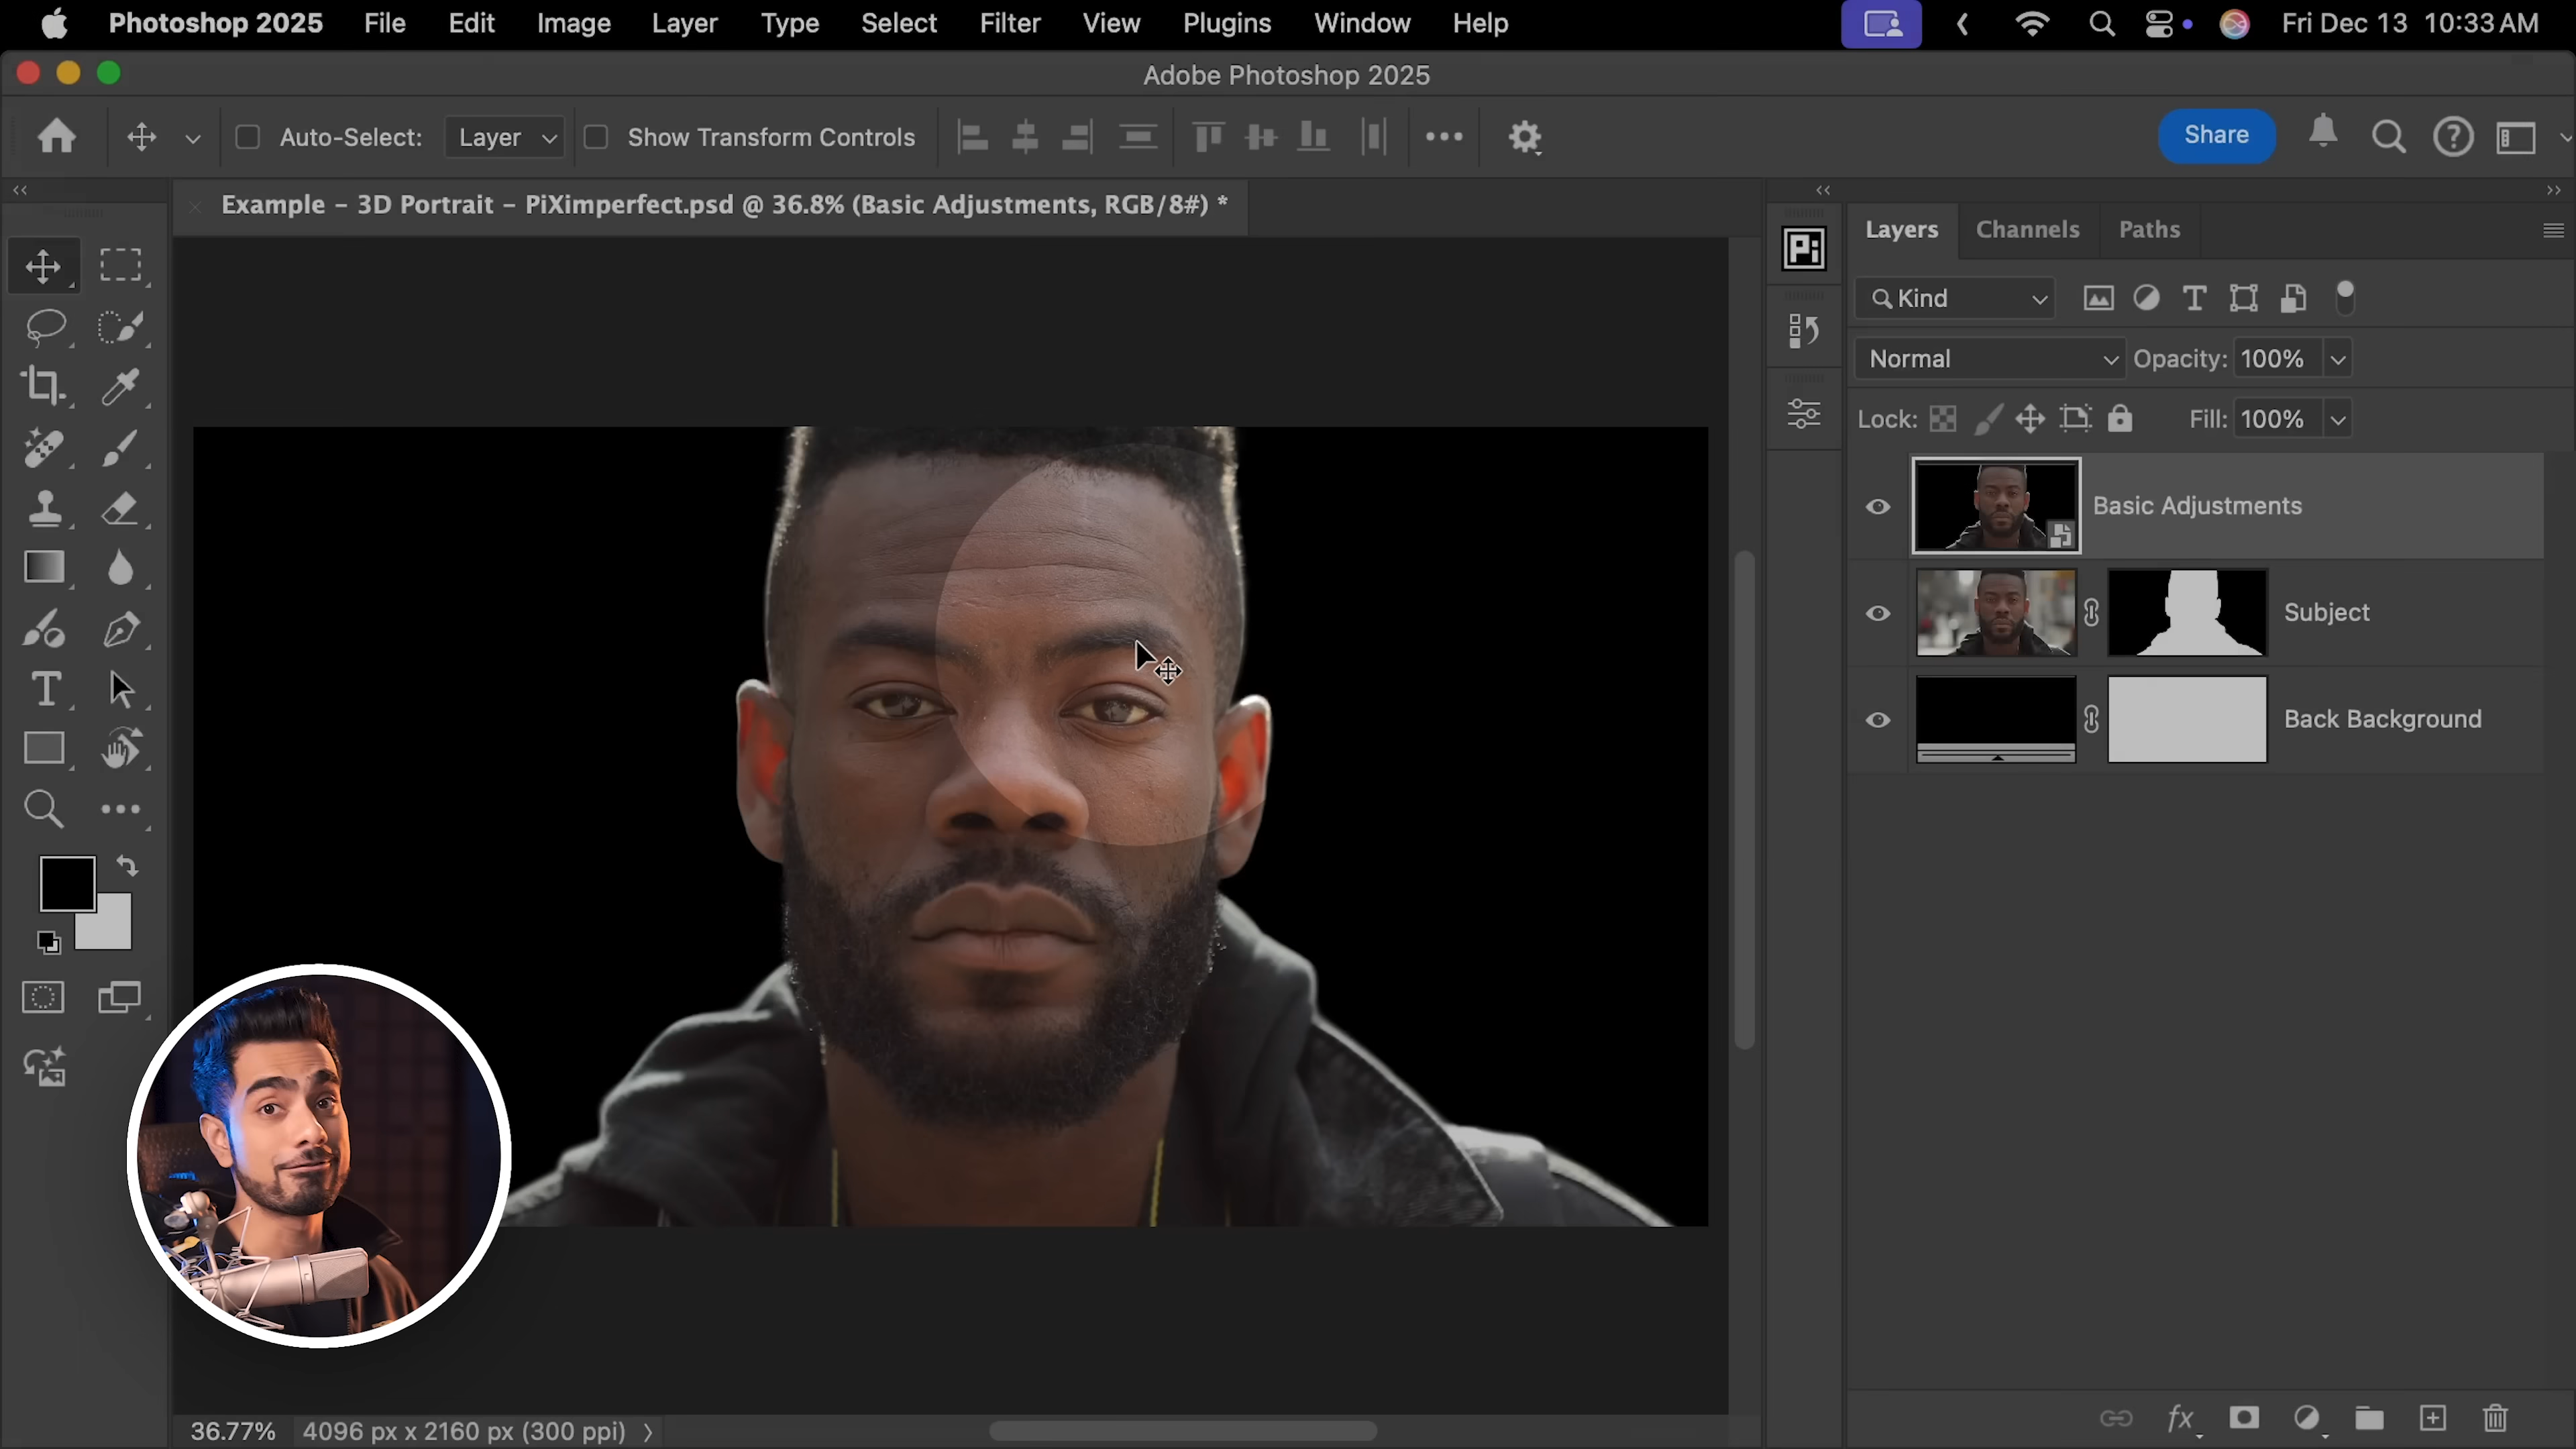 Photoshop 2025 File Edit Image Layer Type Select Filter View Plugins Window Help Fri Dec 13 10:33 AM
Adobe Photoshop 2025
Auto-Select: Layer Show Transform Controls Share
Example - 3D Portrait - PiXimperfect.psd @ 36.8% (Basic Adjustments, RGB/8#) *
Pi
Layers Channels Paths
Kind
Normal Opacity: 100%
Lock: Fill: 100%
Basic Adjustments
Subject
Back Background
36.77% 4096 px x 2160 px (300 ppi)
fx